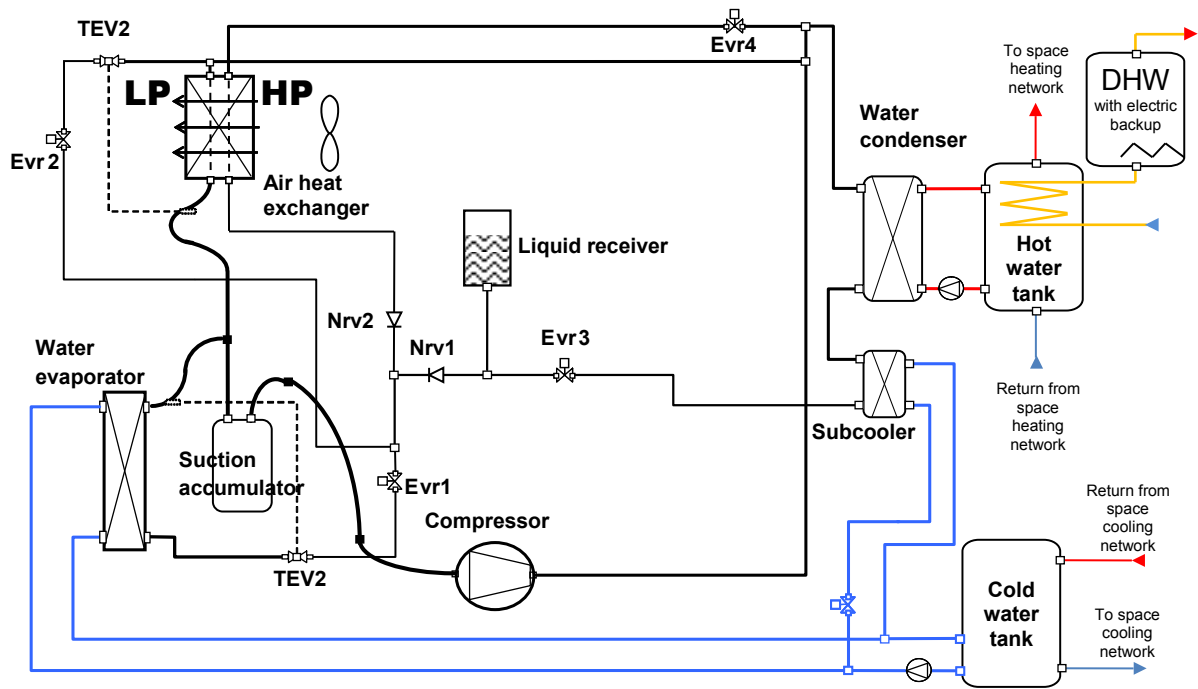 TEV2
Evr4
To space
heating
network
DHW
with electric
backup
LP
HP
Water
condenser
Evr 2
Air heat
exchanger
Liquid receiver
Hot
water
tank
Nrv2
Nrv1
Evr 3
Water
evaporator
Return from
space
heating
network
Subcooler
Suction
accumulator
Evr1
Compressor
Return from
space
cooling
network
TEV2
Cold
water
tank
To space
cooling
network